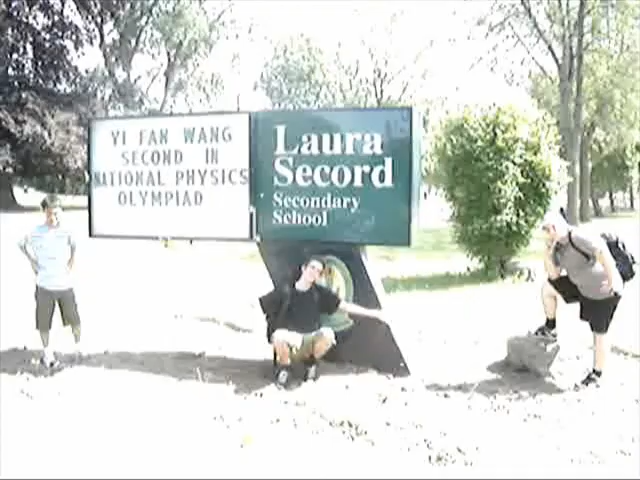 YI FAN WANG
SECOND IN
NATIONAL PHYSICS
OLYMPIAD
Laura
Secord
Secondary
School